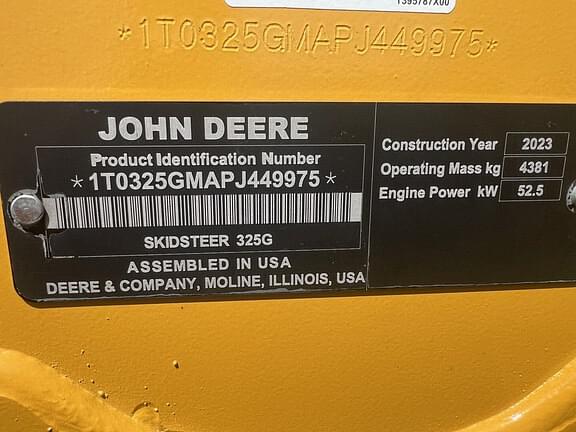 T395787X00
*1T0325GMAPJ449975*
JOHN DEERE
Product Identification Number
*1T0325GMAPJ449975*
SKIDSTEER 325G
ASSEMBLED IN USA
DEERE & COMPANY, MOLINE, ILLINOIS, USA
Construction Year 2023
Operating Mass kg 4381
Engine Power kW 52.5